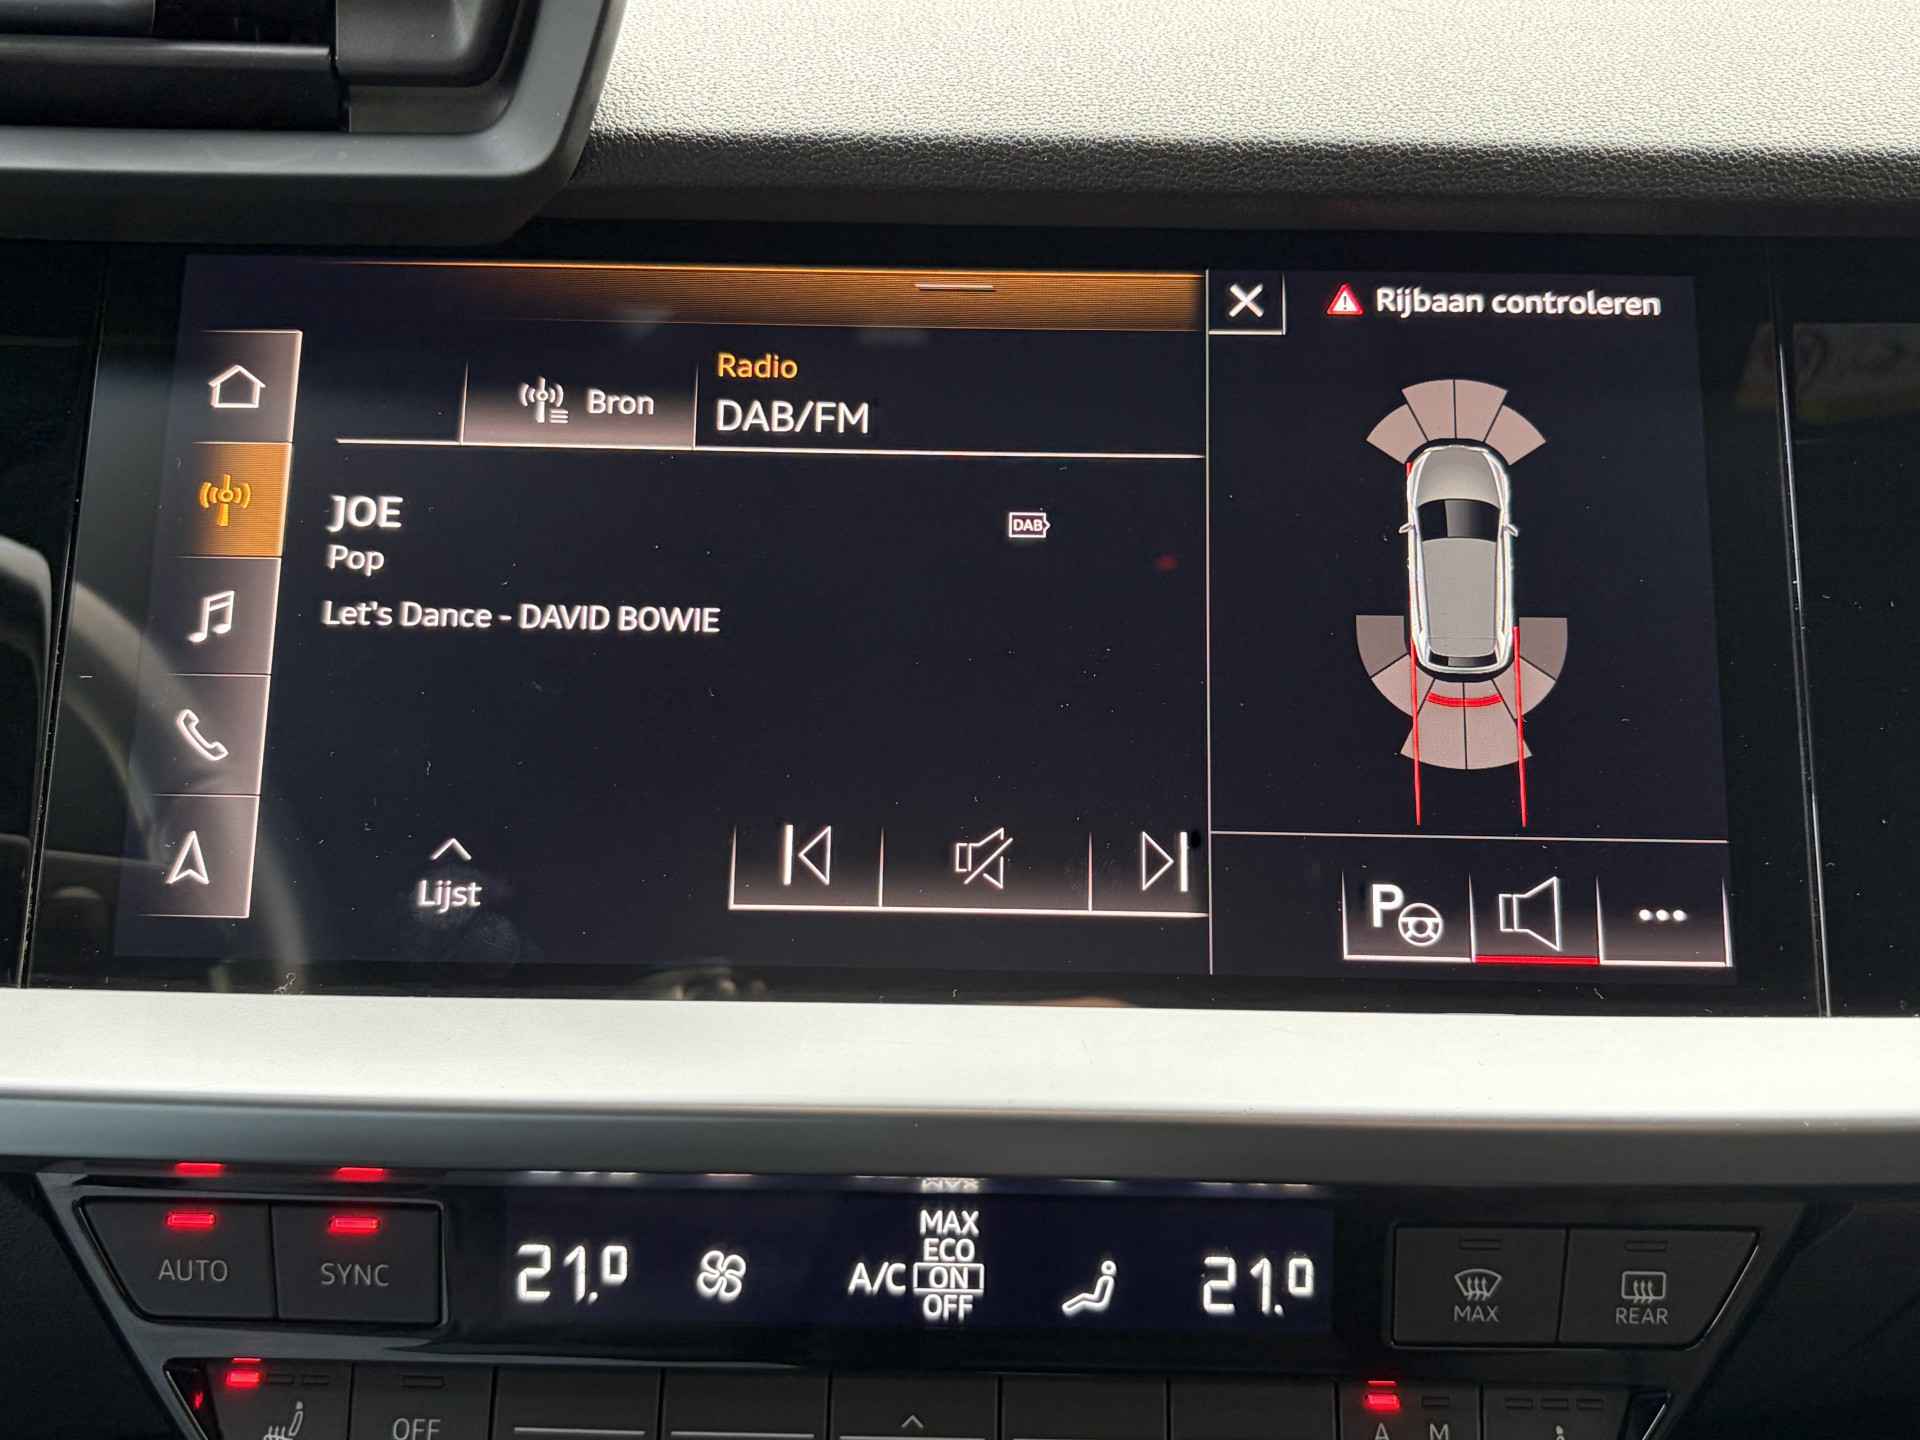 Rijbaan controleren
Radio
Bron
DAB/FM
JOE
DAB
Pop
Let's Dance - DAVID BOWIE
Lijst
P
AUTO
SYNC
21.0
A/C
MAX
ECO
ON
OFF
21.0
MAX
REAR
OFF
A
M